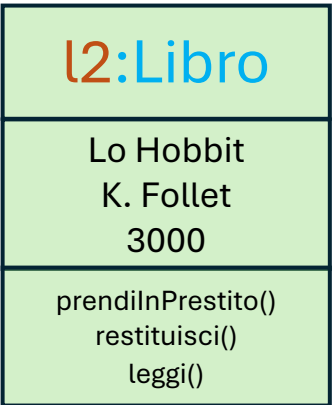 l2:Libro
Lo Hobbit
K. Follet
3000
prendiInPrestito()
restituisci()
leggi()